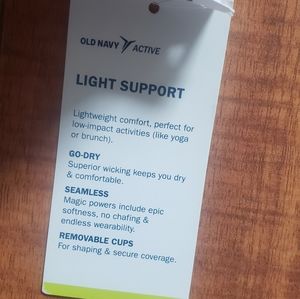 OLD NAVY ACTIVE
LIGHT SUPPORT
Lightweight comfort, perfect for
low-impact activities (like yoga
or brunch).
GO-DRY
Superior wicking keeps you dry
& comfortable.
SEAMLESS
Magic powers include epic
softness, no chafing &
endless wearability.
REMOVABLE CUPS
For shaping & secure coverage.